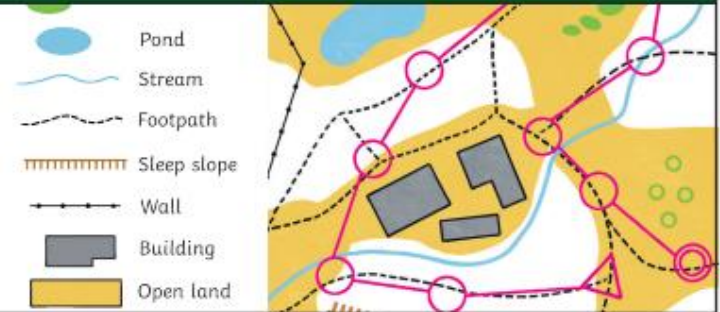 Pond
Stream
Footpath
Sleep slope
Wall
Building
Open land